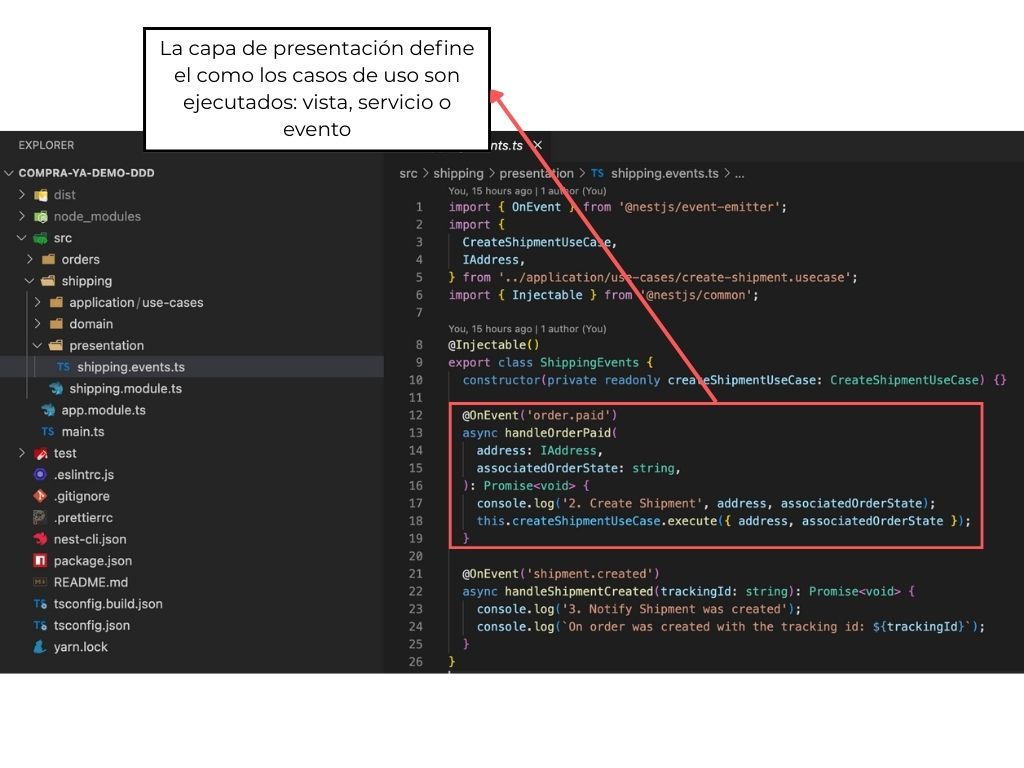 La capa de presentación define
el como los casos de uso son
ejecutados: vista, servicio o
evento
EXPLORER
COMPRA-YA-DEMO-DDD
dist
node_modules
src
orders
shipping
application/use-cases
domain
presentation
TS shipping.events.ts
shipping.module.ts
app.module.ts
TS main.ts
test
.eslintrc.js
.gitignore
.prettierrc
nest-cli.json
package.json
README.md
tsconfig.build.json
tsconfig.json
yarn.lock
nts.ts
src > shipping > presentation > TS shipping.events.ts > ...
You, 15 hours ago | 1 author (You)
1 import { OnEvent } from '@nestjs/event-emitter';
2 import {
3 CreateShipmentUseCase,
4 IAddress,
5 } from '../application/use-cases/create-shipment.usecase';
6 import { Injectable } from '@nestjs/common';
7
You, 15 hours ago | 1 author (You)
8 @Injectable()
9 export class ShippingEvents {
10 constructor(private readonly createShipmentUseCase: CreateShipmentUseCase) {}
11
12 @OnEvent('order.paid')
13 async handleOrderPaid(
14 address: IAddress,
15 associatedOrderState: string,
16 ): Promise<void> {
17 console.log('2. Create Shipment', address, associatedOrderState);
18 this.createShipmentUseCase.execute({ address, associatedOrderState });
19 }
20
21 @OnEvent('shipment.created')
22 async handleShipmentCreated(trackingId: string): Promise<void> {
23 console.log('3. Notify Shipment was created');
24 console.log(`On order was created with the tracking id: ${trackingId}`);
25 }
26 }